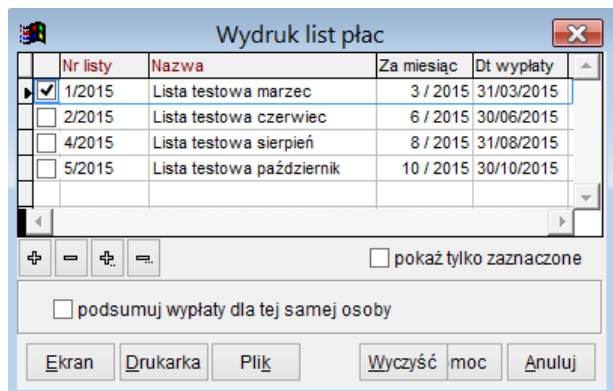 Wydruk list płac
Nr listy Nazwa Za miesiąc Dt wypłaty
1/2015 Lista testowa marzec 3 / 2015 31/03/2015
2/2015 Lista testowa czerwiec 6 / 2015 30/06/2015
4/2015 Lista testowa sierpień 8 / 2015 31/08/2015
5/2015 Lista testowa październik 10 / 2015 30/10/2015
pokaż tylko zaznaczone
podsumuj wypłaty dla tej samej osoby
Ekran Drukarka Plik Wyczyść moc Anuluj